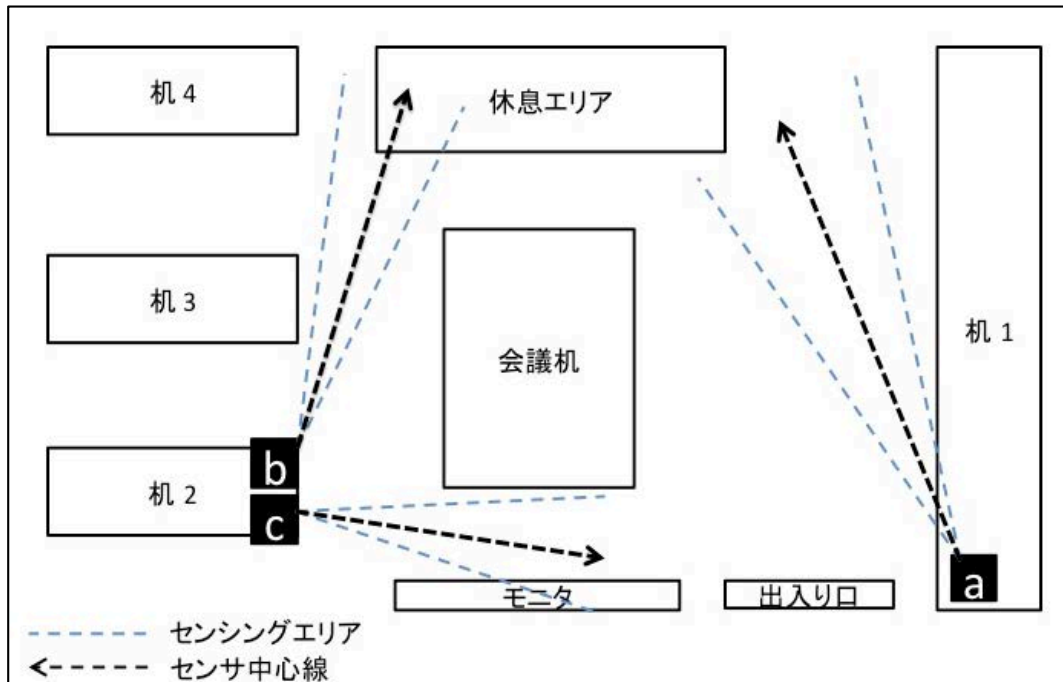 机 4
休息エリア
机 3
会議机
机 1
b
机 2
c
a
モニタ
出入り口
センシングエリア
センサ中心線